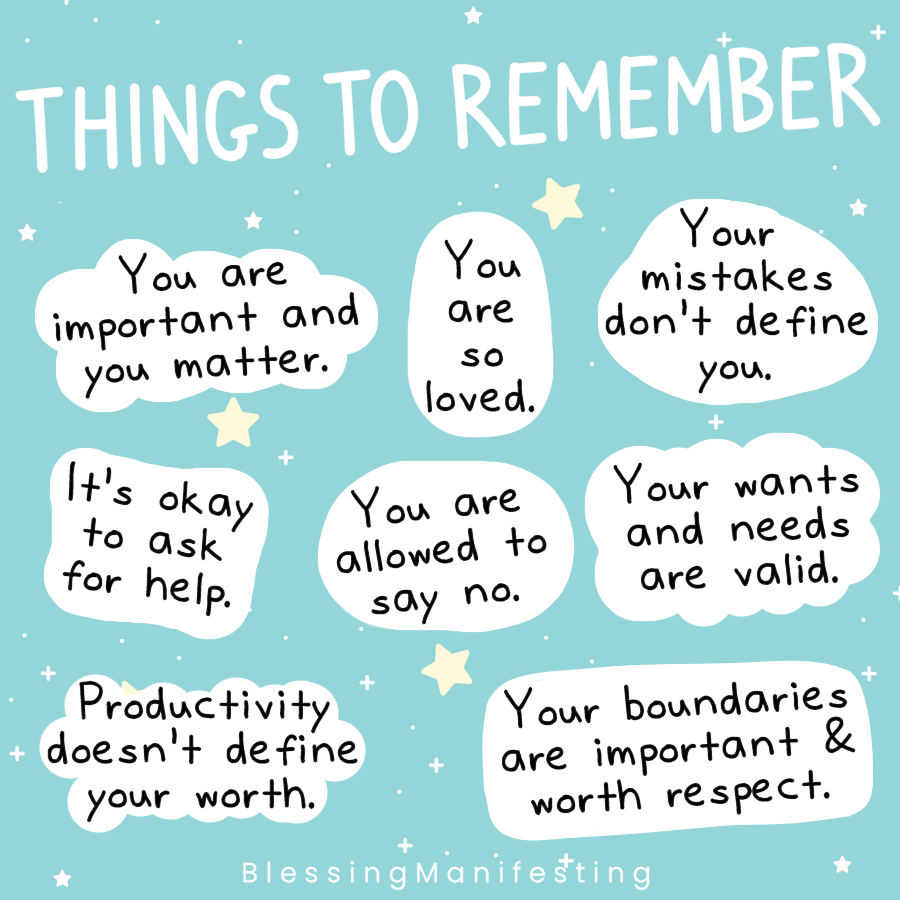 THINGS TO REMEMBER
You are
important and
you matter.
You
are
so
loved.
Your
mistakes
don't define
you.
It's okay
to ask
for help.
You are
allowed to
say no.
Your wants
and needs
are valid.
Productivity
doesn't define
your worth.
Your boundaries
are important &
worth respect.
BlessingManifesting